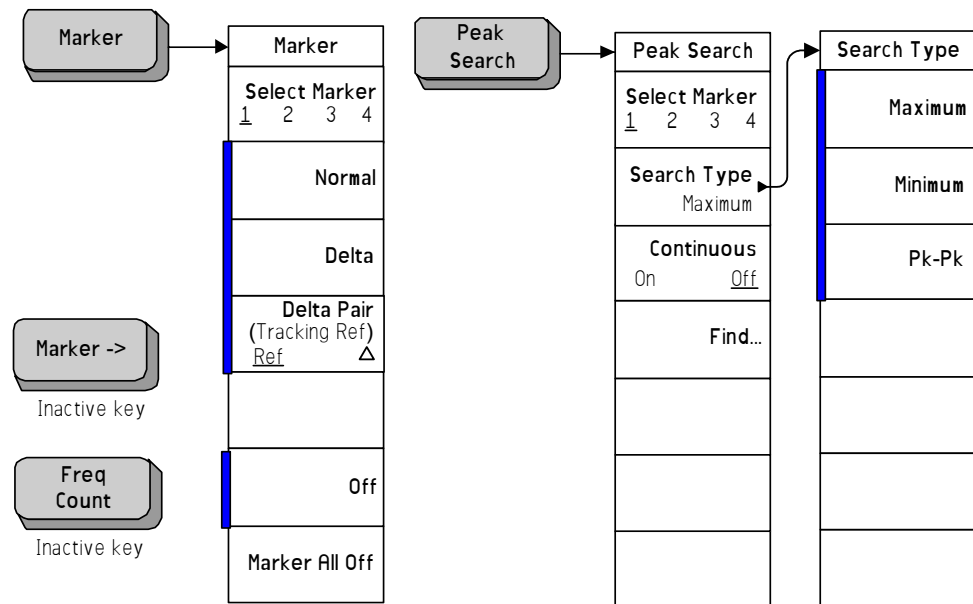 Marker
Marker
Select Marker
1 2 3 4
Normal
Delta
Delta Pair
(Tracking Ref)
Ref Δ
Off
Marker All Off
Marker ->
Inactive key
Freq
Count
Inactive key
Peak
Search
Peak Search
Select Marker
1 2 3 4
Search Type
Maximum
Continuous
On Off
Find...
Search Type
Maximum
Minimum
Pk-Pk